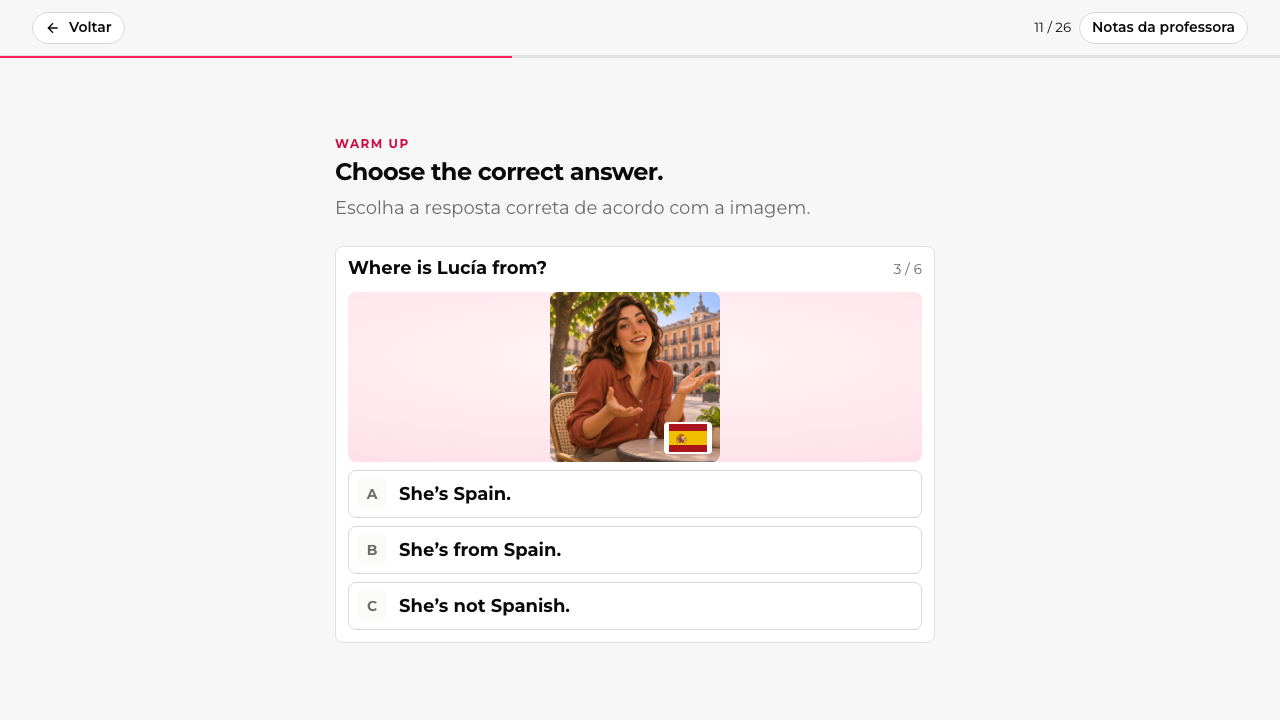 Voltar
11 / 26
Notas da professora
WARM UP
Choose the correct answer.
Escolha a resposta correta de acordo com a imagem.
Where is Lucía from?
3 / 6
A She’s Spain.
B She’s from Spain.
C She’s not Spanish.